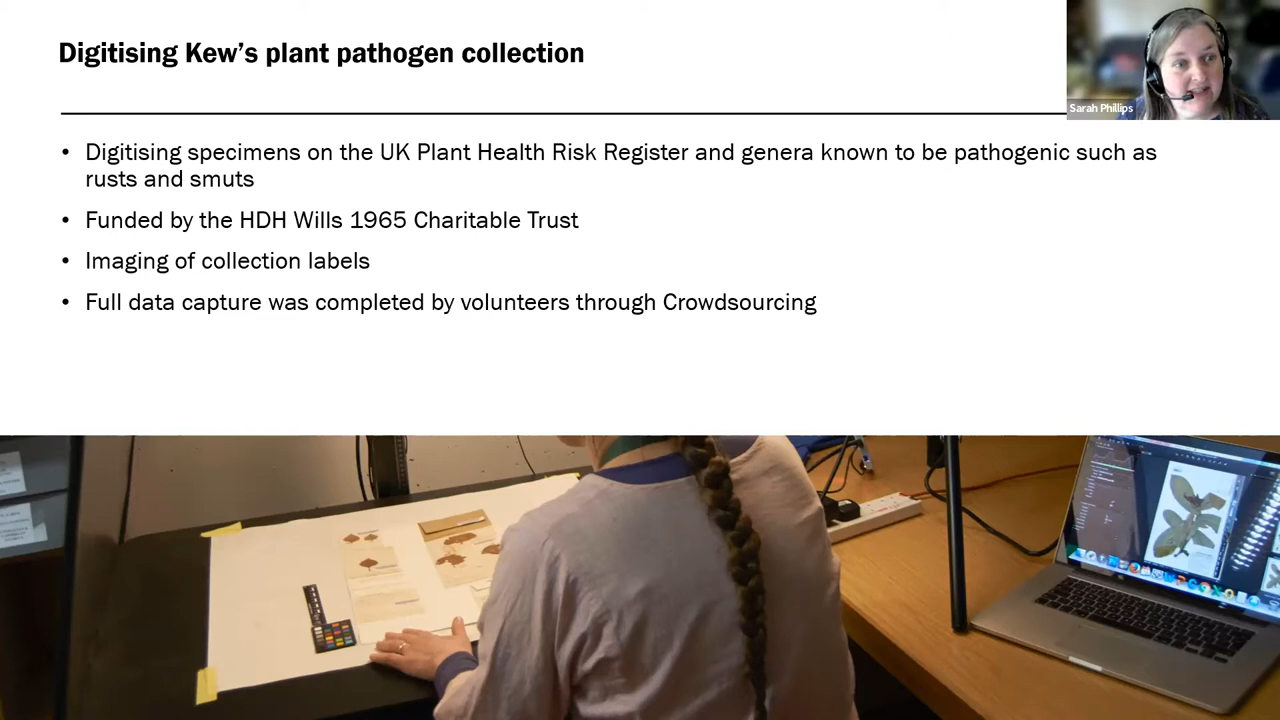 Digitising Kew’s plant pathogen collection
Sarah Phillips
• Digitising specimens on the UK Plant Health Risk Register and genera known to be pathogenic such as
rusts and smuts
• Funded by the HDH Wills 1965 Charitable Trust
• Imaging of collection labels
• Full data capture was completed by volunteers through Crowdsourcing